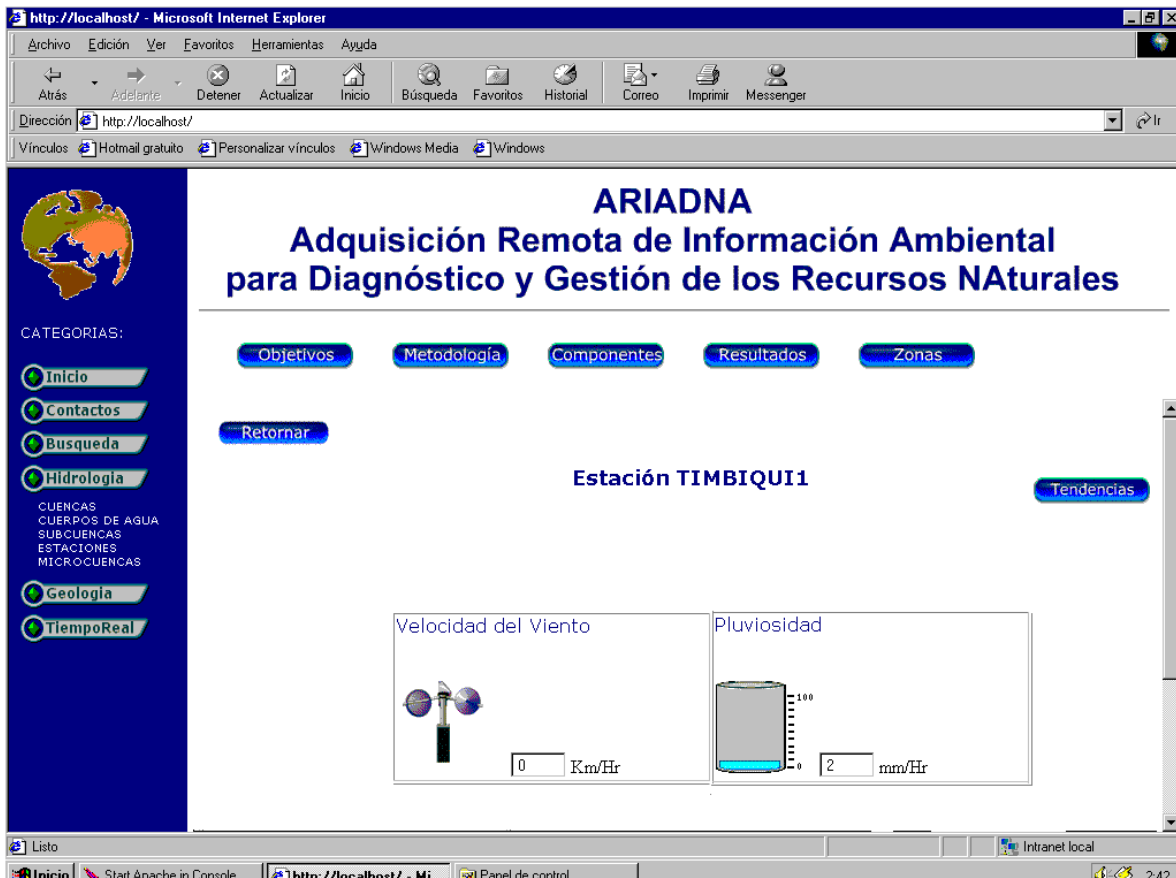 http://localhost/ - Microsoft Internet Explorer
Archivo Edición Ver Favoritos Herramientas Ayuda
Atrás Adelante Detener Actualizar Inicio Búsqueda Favoritos Historial Correo Imprimir Messenger
Dirección http://localhost/ Ir
Vínculos Hotmail gratuito Personalizar vínculos Windows Media Windows
ARIADNA
Adquisición Remota de Información Ambiental
para Diagnóstico y Gestión de los Recursos NAturales
CATEGORIAS:
Objetivos Metodología Componentes Resultados Zonas
Inicio
Contactos
Busqueda
Hidrologia
CUENCAS
CUERPOS DE AGUA
SUBCUENCAS
ESTACIONES
MICROCUENCAS
Geologia
TiempoReal
Retornar
Estación TIMBIQUI1
Tendencias
Velocidad del Viento
0 Km/Hr
Pluviosidad
100
0
2 mm/Hr
Listo Intranet local
Inicio Start Apache in Console http://localhost/ - Mi... Panel de control 2:42